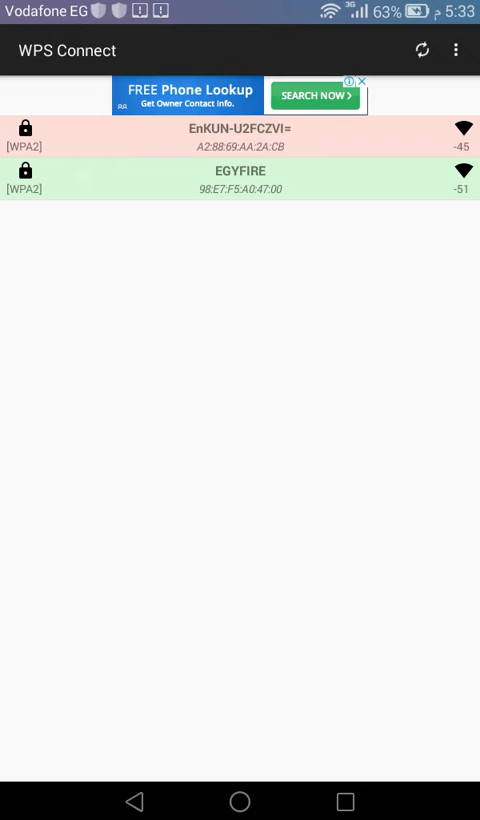 Vodafone EG 3G 63% م 5:33
WPS Connect
FREE Phone Lookup
Get Owner Contact Info.
SEARCH NOW
EnKUN-U2FCZVI=
[WPA2] A2:88:69:AA:2A:CB -45
EGYFIRE
[WPA2] 98:E7:F5:A0:47:00 -51